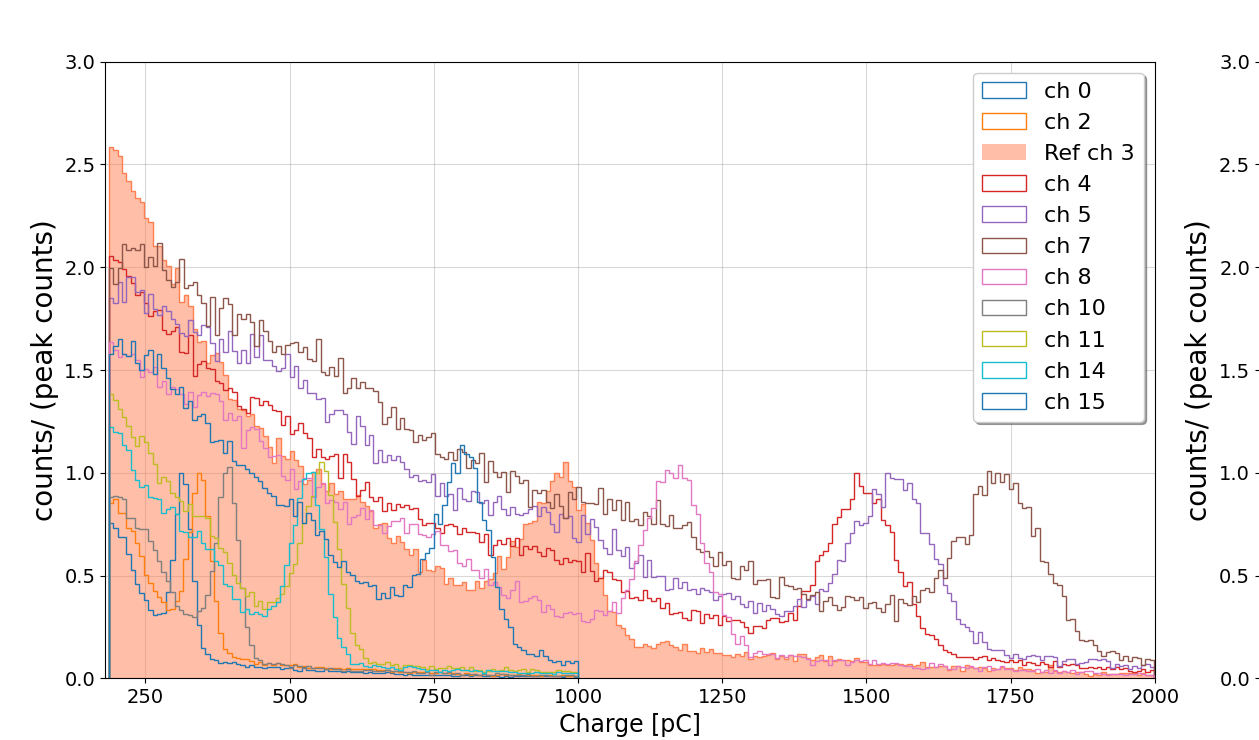 3.0
2.5
2.0
1.5
1.0
0.5
0.0
counts/ (peak counts)
250
500
750
1000
1250
1500
1750
2000
Charge [pC]
ch 0
ch 2
Ref ch 3
ch 4
ch 5
ch 7
ch 8
ch 10
ch 11
ch 14
ch 15
3.0
2.5
2.0
1.5
1.0
0.5
0.0
counts/ (peak counts)